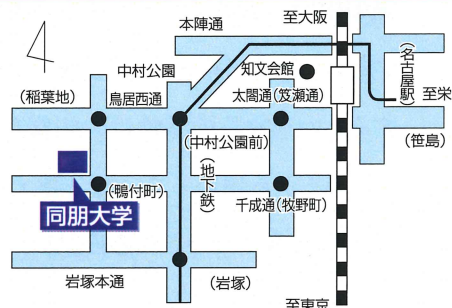 本陣通
至大阪
中村公園
知文会館
(稲葉地)
鳥居西通
太閤通(笈瀬通)
(名古屋駅)
至栄
(中村公園前)
(笹島)
(地下鉄)
(鴨付町)
千成通(牧野町)
同朋大学
岩塚本通
(岩塚)
至東京